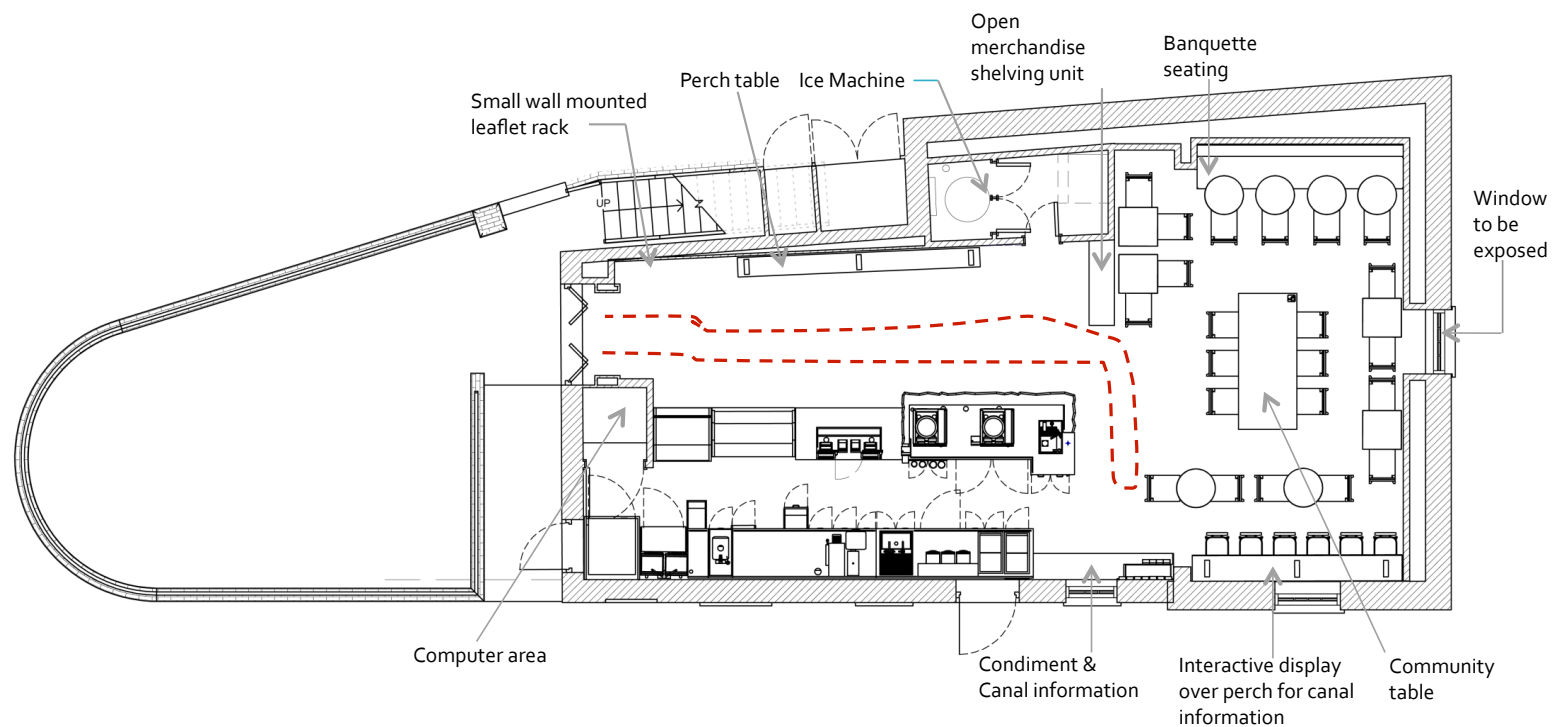 Open
merchandise
shelving unit
Banquette
seating
Perch table
Ice Machine
Small wall mounted
leaflet rack
Window
to be
exposed
UP
Z
Computer area
Condiment &
Canal information
Interactive display
over perch for canal
information
Community
table